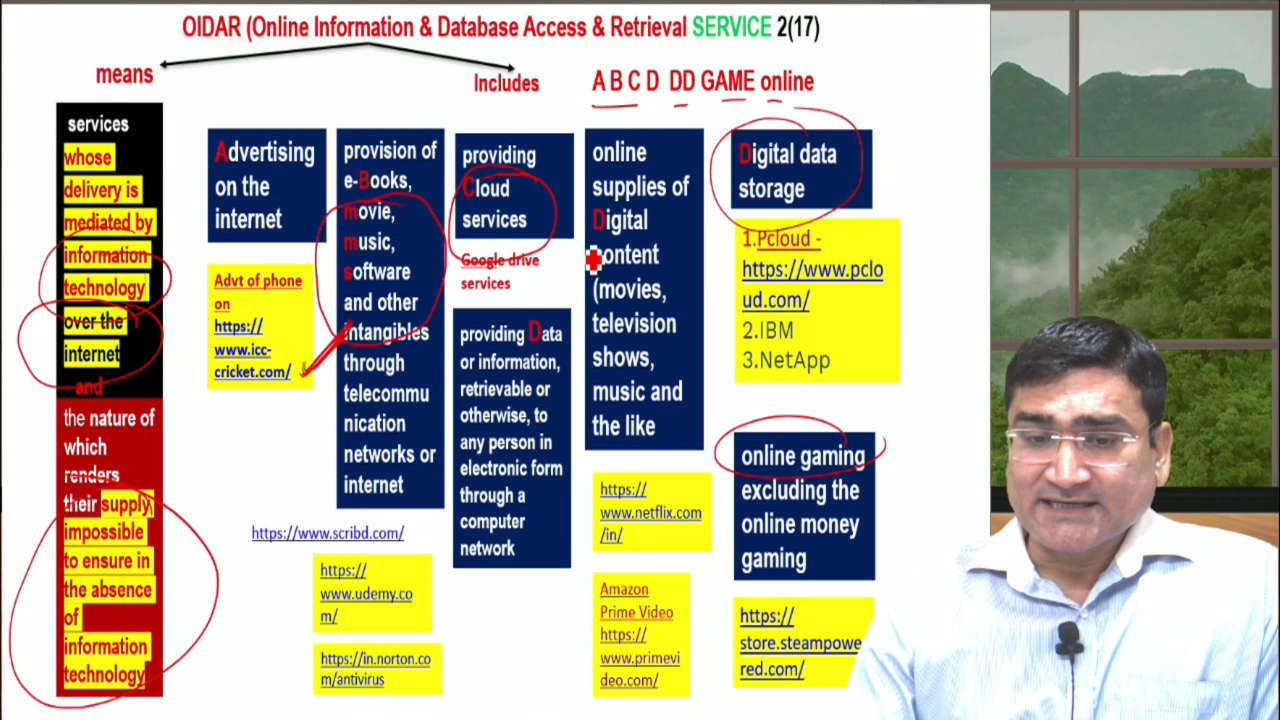 OIDAR (Online Information & Database Access & Retrieval SERVICE 2(17)
means
Includes
A B C D DD GAME online
services
whose
delivery is
mediated by
information
technology
over the
internet
and
the nature of
which
renders
their supply
impossible
to ensure in
the absence
of
information
technology
Advertising
on the
internet
Advt of phone
on
https://
www.icc-
cricket.com/
provision of
e-Books,
movie,
music,
software
and other
intangibles
through
telecommu
nication
networks or
internet
https://www.scribd.com/
https://
www.udemy.co
m/
https://in.norton.co
m/antivirus
providing
Cloud
services
Google drive
services
providing Data
or information,
retrievable or
otherwise, to
any person in
electronic form
through a
computer
network
online
supplies of
Digital
content
(movies,
television
shows,
music and
the like
https://
www.netflix.com
/in/
Amazon
Prime Video
https://
www.primevi
deo.com/
Digital data
storage
1.Pcloud -
https://www.pclo
ud.com/
2.IBM
3.NetApp
online gaming
excluding the
online money
gaming
https://
store.steampowe
red.com/